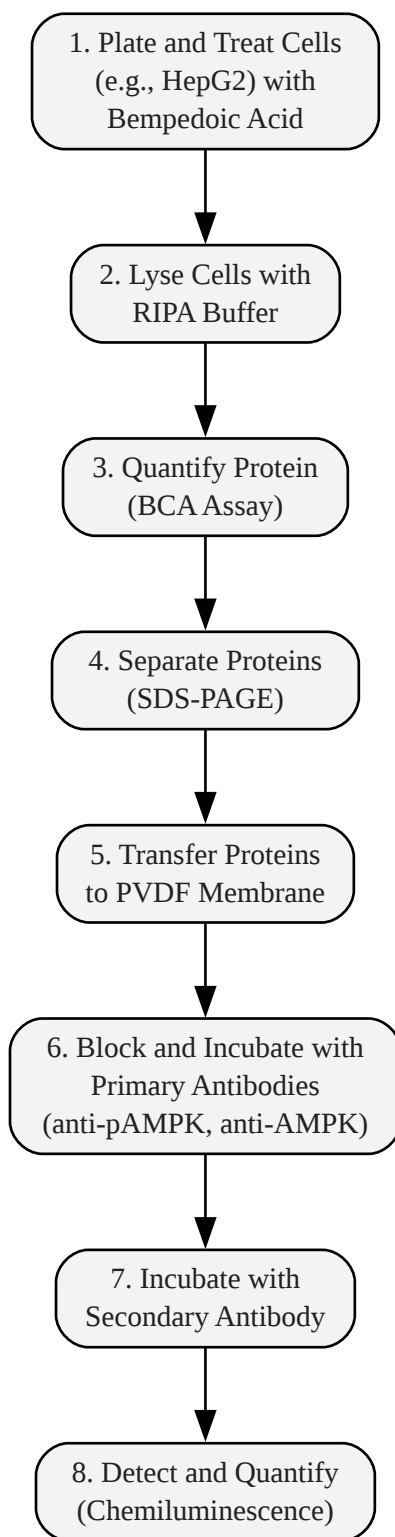 1. Plate and Treat Cells
(e.g., HepG2) with
Bempedoic Acid
2. Lyse Cells with
RIPA Buffer
3. Quantify Protein
(BCA Assay)
4. Separate Proteins
(SDS-PAGE)
5. Transfer Proteins
to PVDF Membrane
6. Block and Incubate with
Primary Antibodies
(anti-pAMPK, anti-AMPK)
7. Incubate with
Secondary Antibody
8. Detect and Quantify
(Chemiluminescence)